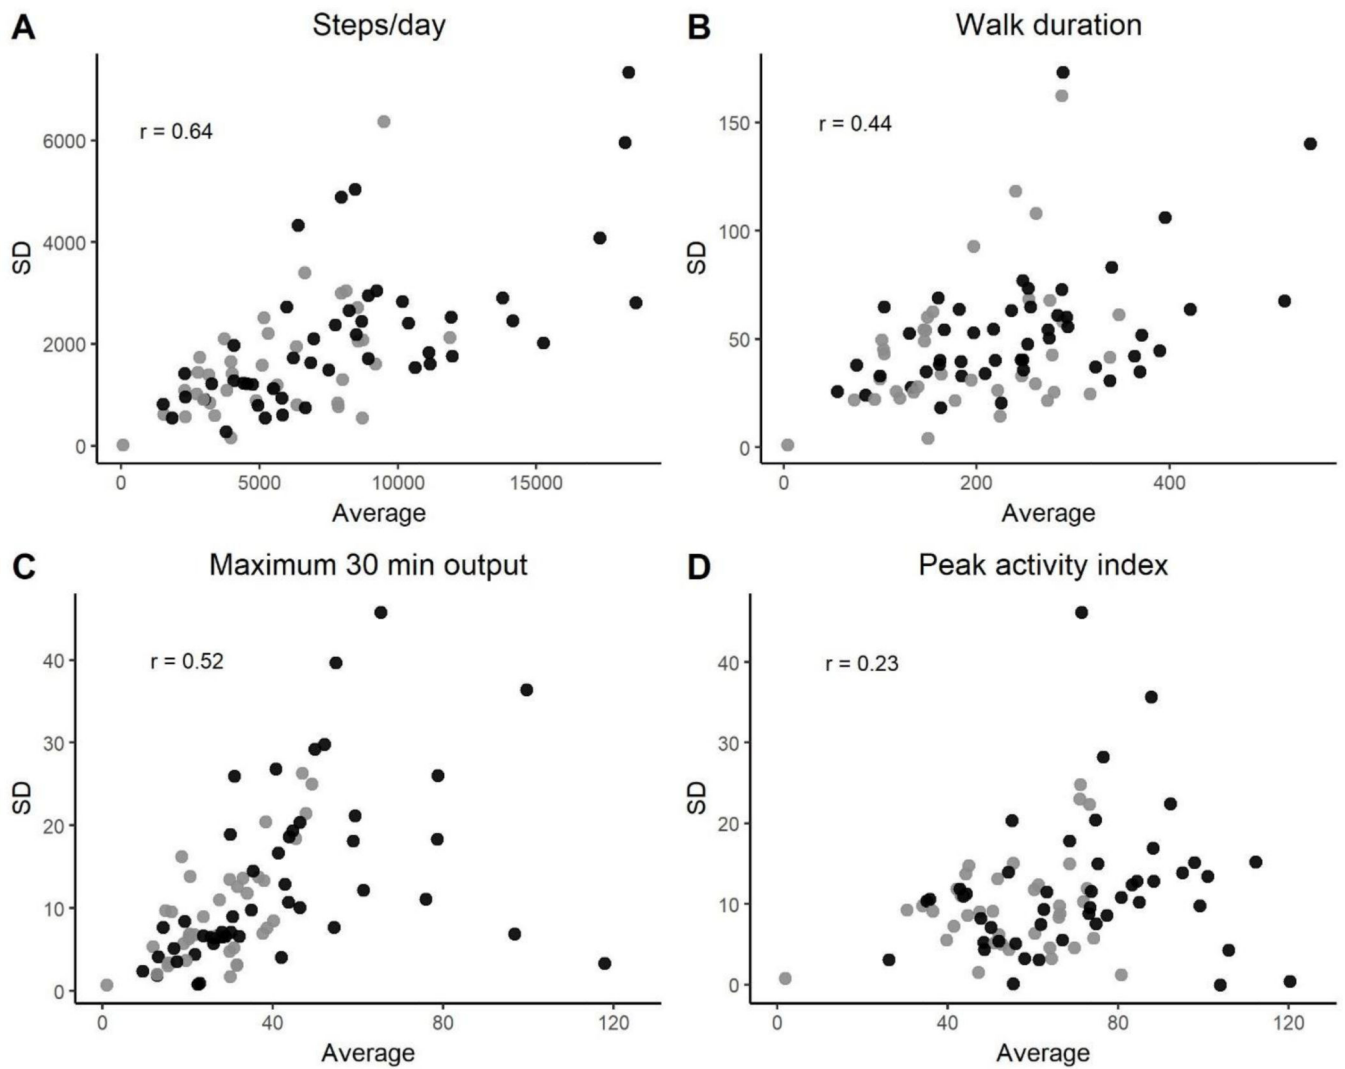 A Steps/day
r = 0.64
SD
6000
4000
2000
0
0 5000 10000 15000
Average
B Walk duration
r = 0.44
SD
150
100
50
0
0 200 400
Average
C Maximum 30 min output
r = 0.52
SD
40
30
20
10
0
0 40 80 120
Average
D Peak activity index
r = 0.23
SD
40
30
20
10
0
0 40 80 120
Average